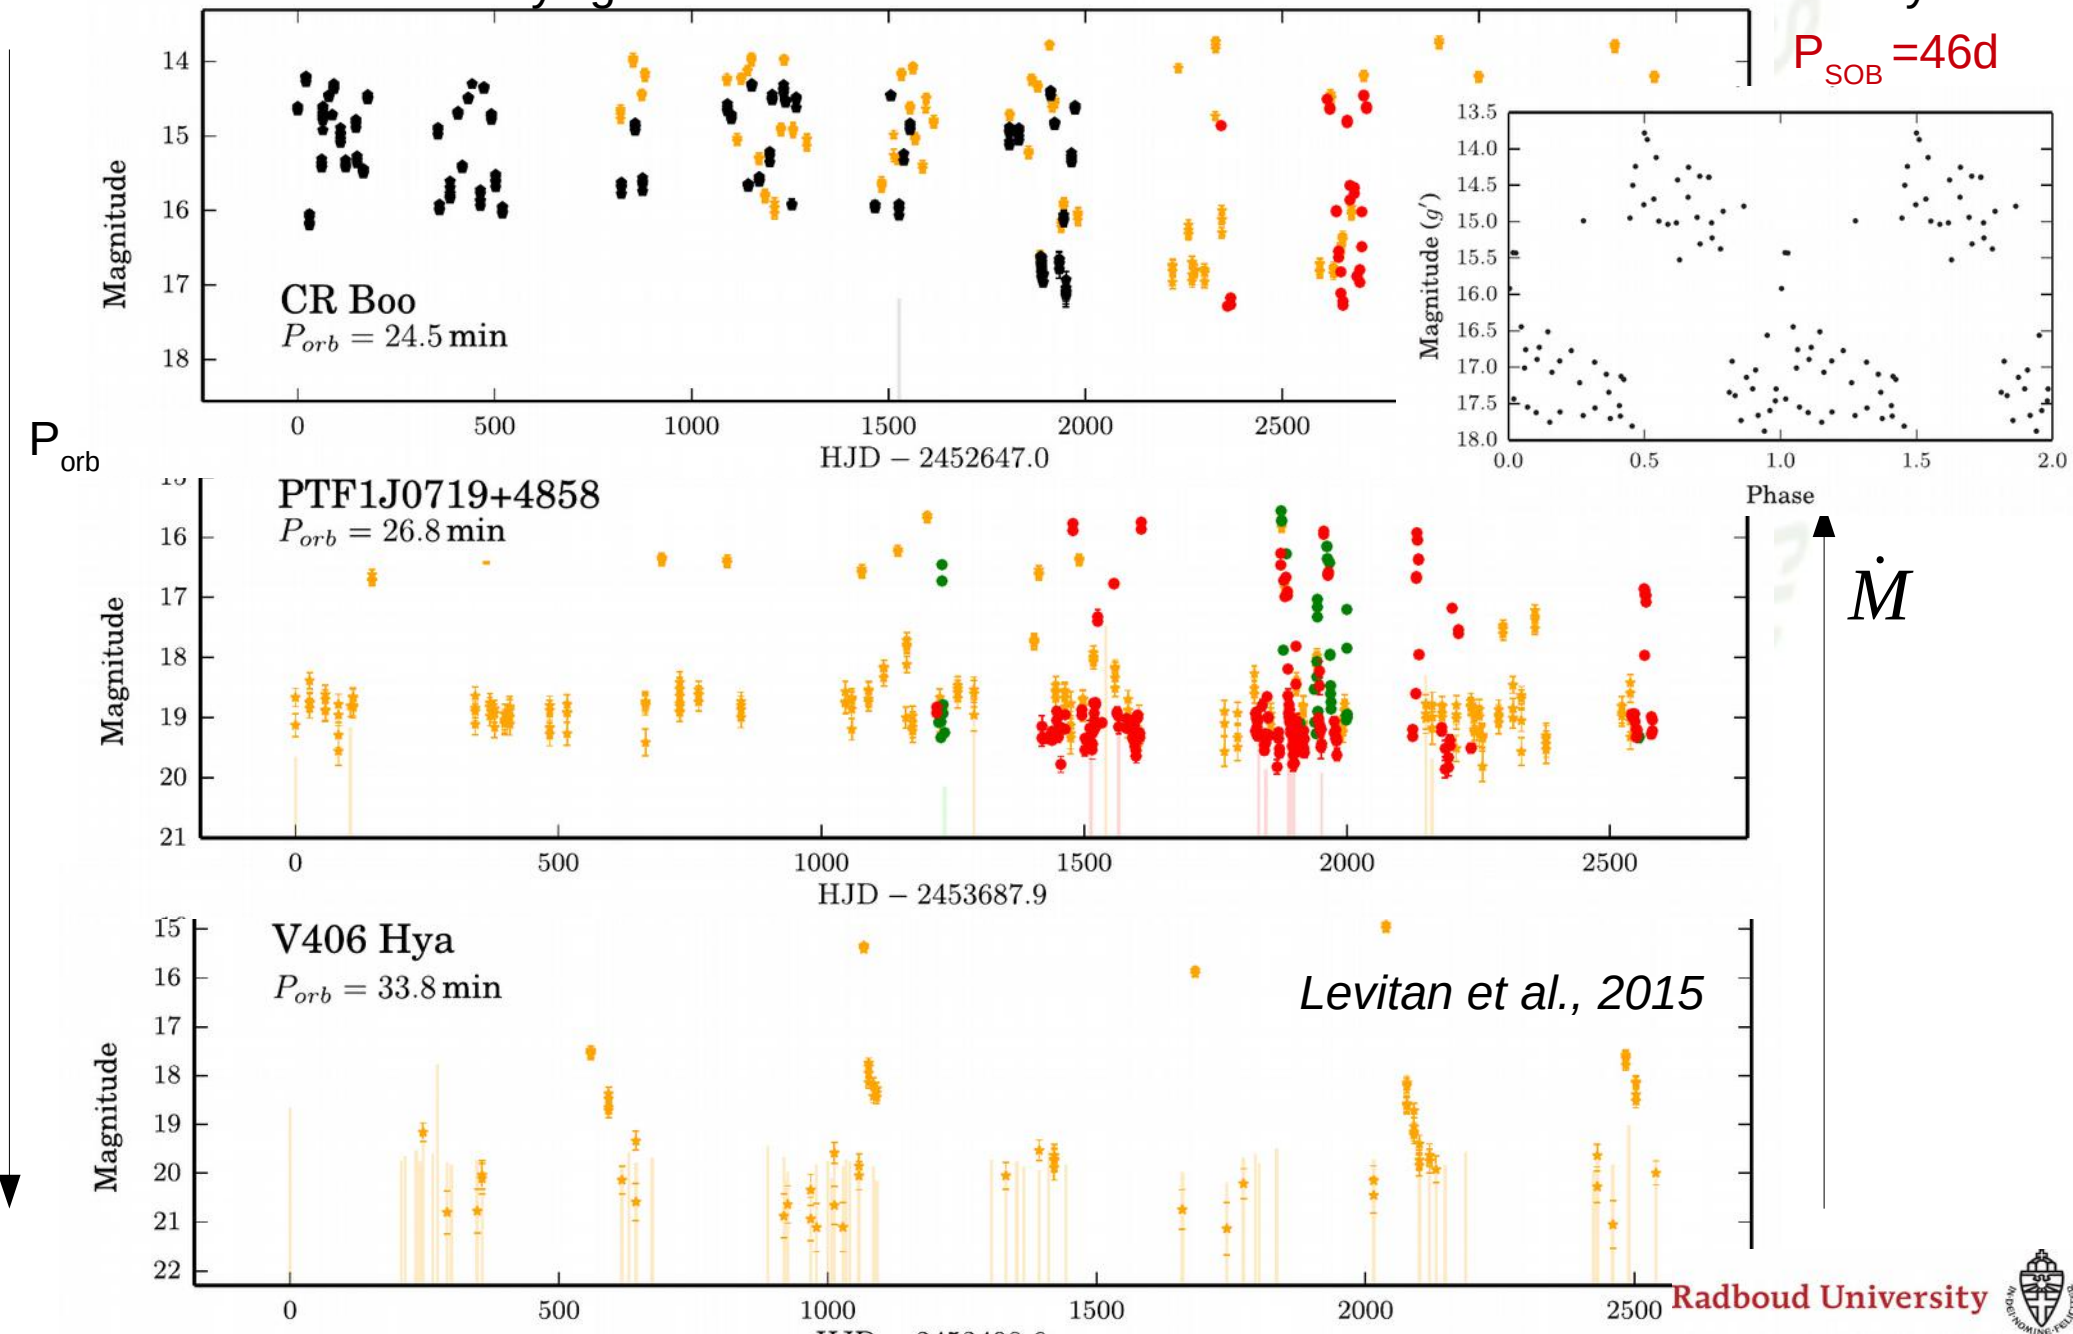 P_SOB =46d
14
15
16
17
18
Magnitude
CR Boo
P_orb = 24.5 min
0 500 1000 1500 2000 2500
HJD − 2452647.0
13.5
14.0
14.5
15.0
15.5
16.0
16.5
17.0
17.5
18.0
Magnitude (g′)
0.0 0.5 1.0 1.5 2.0
Phase
P_orb
PTF1J0719+4858
P_orb = 26.8 min
16
17
18
19
20
21
Magnitude
0 500 1000 1500 2000 2500
HJD − 2453687.9
Ṁ
V406 Hya
P_orb = 33.8 min
15
16
17
18
19
20
21
22
Magnitude
Levitan et al., 2015
0 500 1000 1500 2000 2500
Radboud University